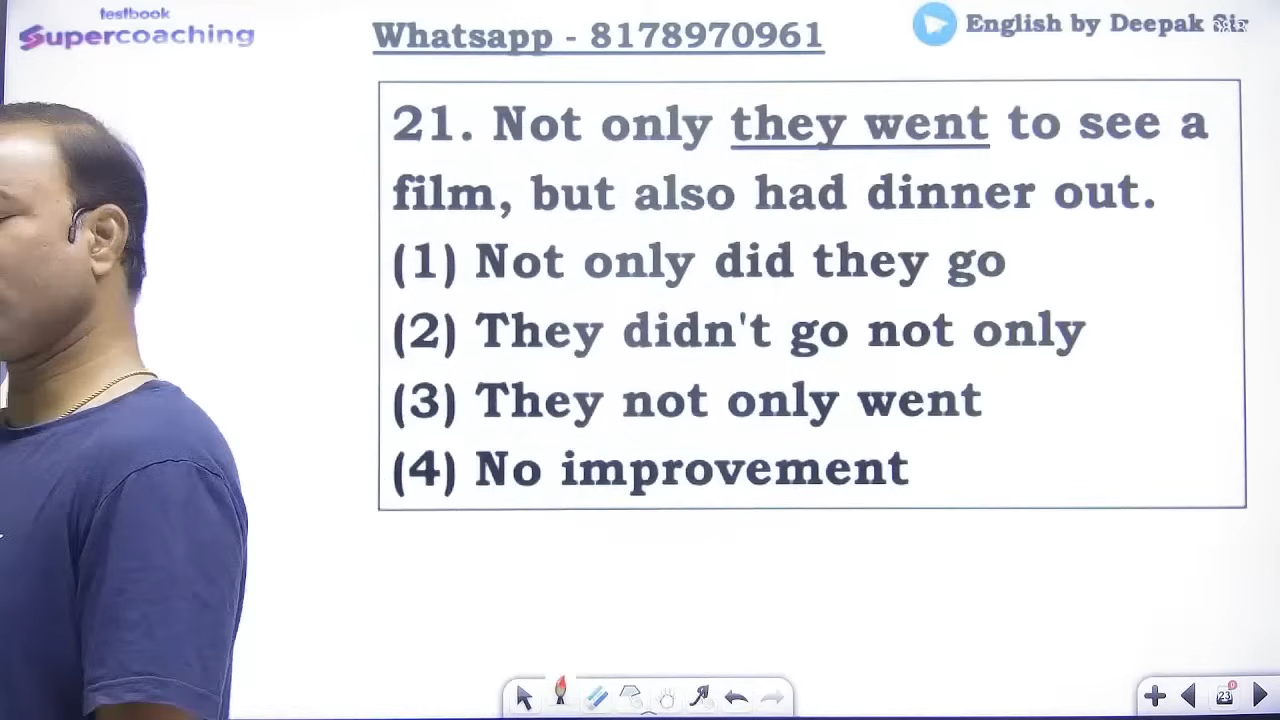 testbook
Supercoaching
Whatsapp - 8178970961
English by Deepak Sir
21. Not only they went to see a
film, but also had dinner out.
(1) Not only did they go
(2) They didn't go not only
(3) They not only went
(4) No improvement
23